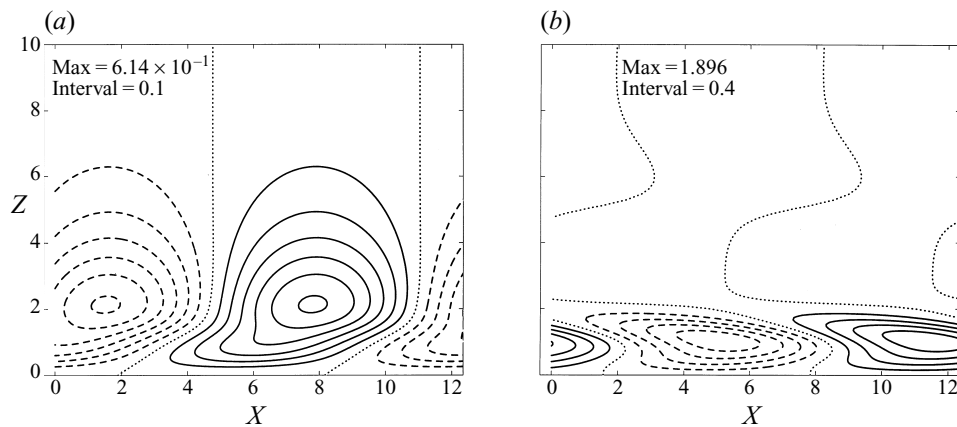 (a) (b)
Max = 6.14 × 10⁻¹
Interval = 0.1
Max = 1.896
Interval = 0.4
10
8
6
Z
4
2
0
0 2 4 6 8 10 12
0 2 4 6 8 10 12
X X